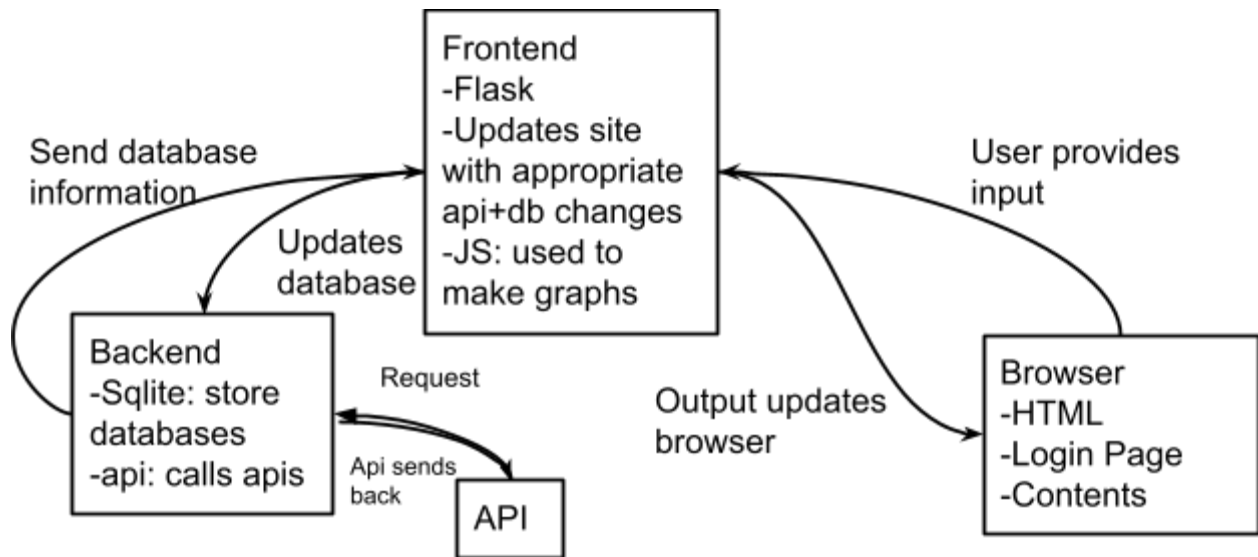 Frontend
-Flask
-Updates site
with appropriate
api+db changes
-JS: used to
make graphs
Send database
information
Updates
database
User provides
input
Backend
-Sqlite: store
databases
-api: calls apis
Request
Api sends
back
API
Output updates
browser
Browser
-HTML
-Login Page
-Contents